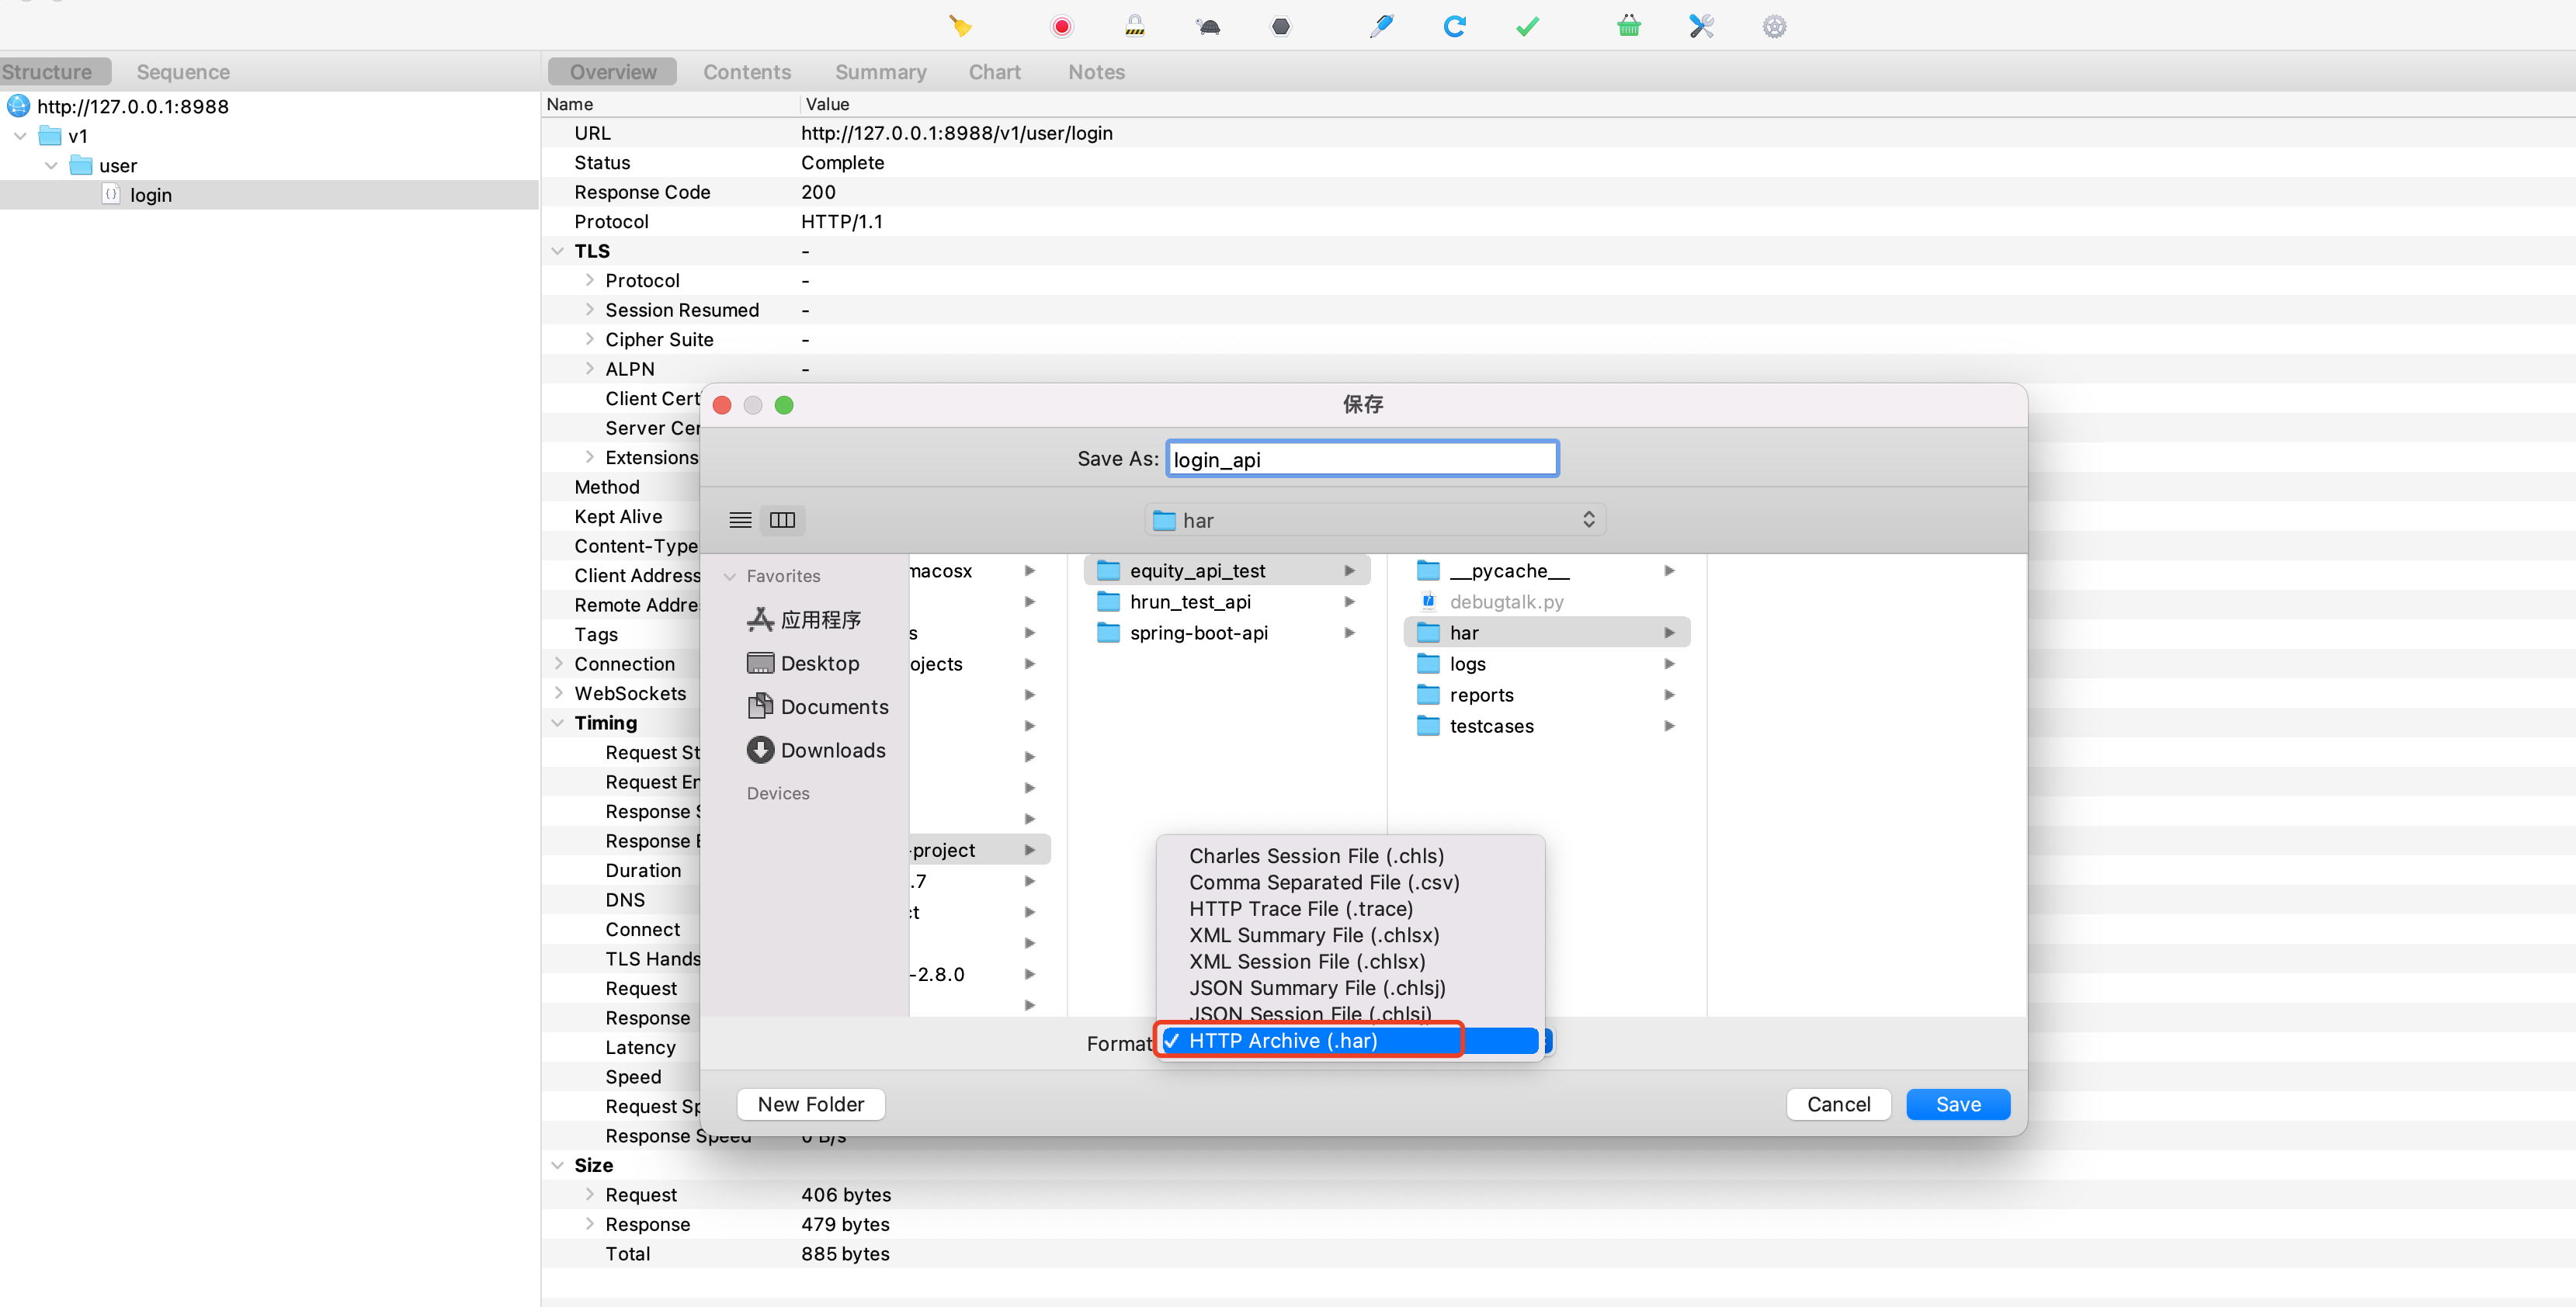 Structure Sequence
Overview Contents Summary Chart Notes
http://127.0.0.1:8988
v1
user
login
Name Value
URL http://127.0.0.1:8988/v1/user/login
Status Complete
Response Code 200
Protocol HTTP/1.1
TLS -
Protocol -
Session Resumed -
Cipher Suite -
ALPN -
Client Cert
Server Cer
Extensions
Method
Kept Alive
Content-Type
Client Address
Remote Addre
Tags
Connection
WebSockets
Timing
Request St
Request En
Response S
Response E
Duration
DNS
Connect
TLS Hands
Request
Response
Latency
Speed
Request Sp
Response Speed 0 B/s
Size
Request 406 bytes
Response 479 bytes
Total 885 bytes
保存
Save As: login_api
har
Favorites
应用程序
Desktop
Documents
Downloads
Devices
macosx
s
ojects
-project
.7
ct
-2.8.0
equity_api_test
hrun_test_api
spring-boot-api
__pycache__
debugtalk.py
har
logs
reports
testcases
Charles Session File (.chls)
Comma Separated File (.csv)
HTTP Trace File (.trace)
XML Summary File (.chlsx)
XML Session File (.chlsx)
JSON Summary File (.chlsj)
JSON Session File (.chlsj)
Format ✓ HTTP Archive (.har)
New Folder Cancel Save